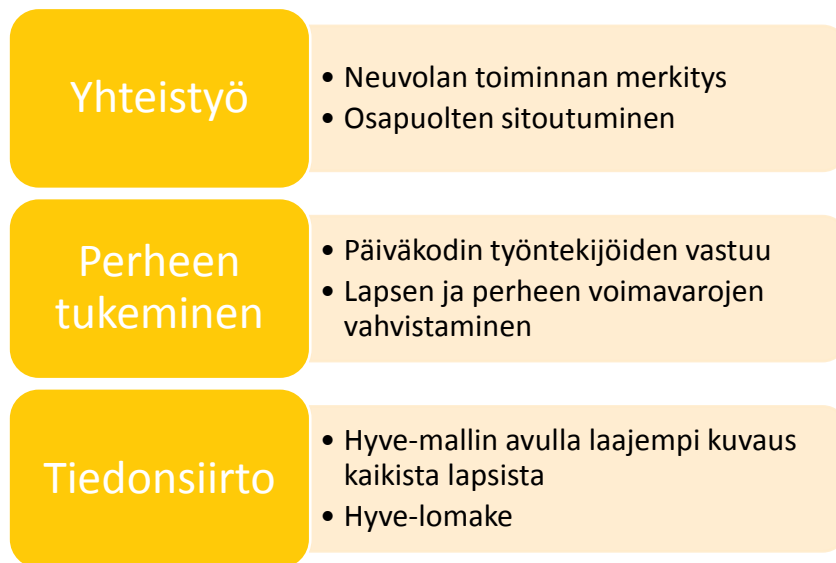 Yhteistyö
• Neuvolan toiminnan merkitys
• Osapuolten sitoutuminen
Perheen
tukeminen
• Päiväkodin työntekijöiden vastuu
• Lapsen ja perheen voimavarojen
vahvistaminen
Tiedonsiirto
• Hyve-mallin avulla laajempi kuvaus
kaikista lapsista
• Hyve-lomake